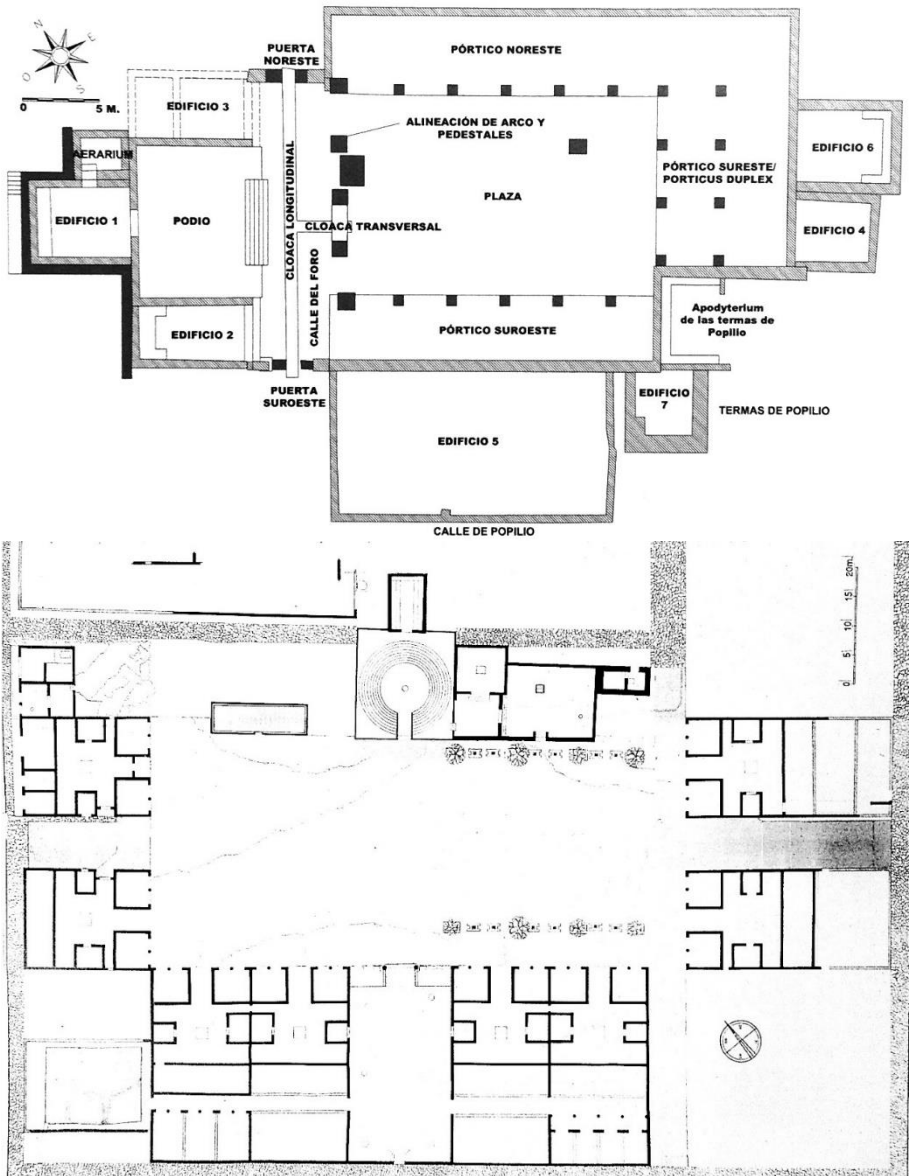 N
E
O
S
0 5 M.
PUERTA
NORESTE
PÓRTICO NORESTE
EDIFICIO 3
AERARIUM
ALINEACIÓN DE ARCO Y
PEDESTALES
EDIFICIO 6
PÓRTICO SURESTE/
PORTICUS DUPLEX
EDIFICIO 1
PODIO
CLOACA LONGITUDINAL
PLAZA
CLOACA TRANSVERSAL
EDIFICIO 4
CALLE DEL FORO
EDIFICIO 2
PÓRTICO SUROESTE
Apodyterium
de las termas de
Popilio
PUERTA
SUROESTE
EDIFICIO
7
TERMAS DE POPILIO
EDIFICIO 5
CALLE DE POPILIO
0 5 10 15 20m.